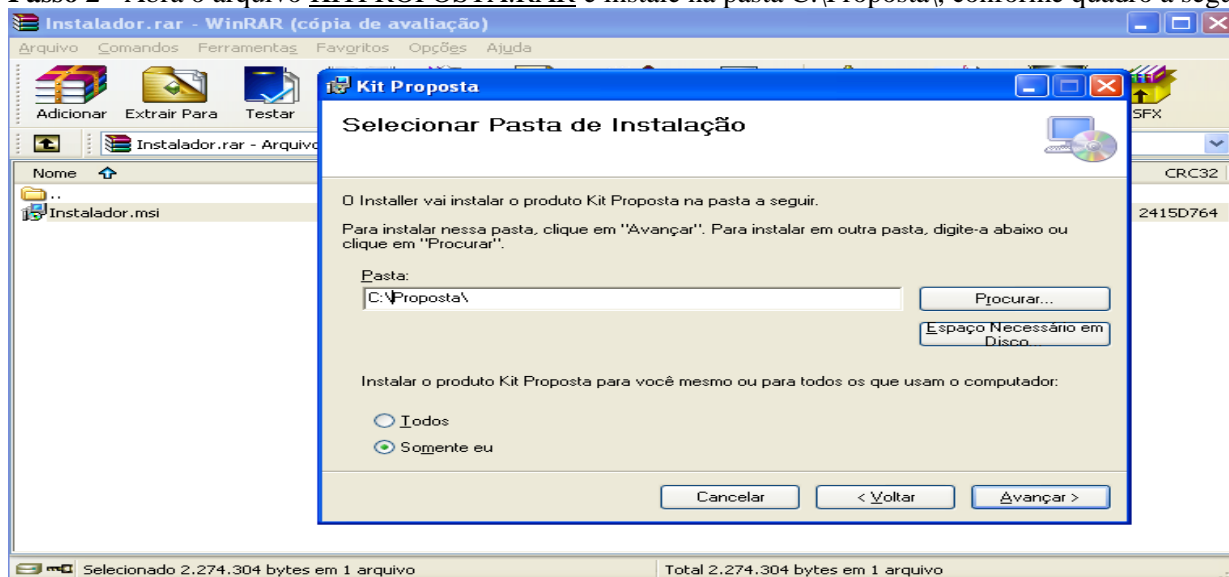 Passo 2 - Abra o arquivo KITPROPOSTA.RAR e instale na pasta C:\Proposta\, conforme quadro a
Instalador.rar - WinRAR (cópia de avaliação)
Arquivo Comandos Ferramentas Favoritos Opções Ajuda
Adicionar Extrair Para Testar SFX
Instalador.rar
Nome CRC32
..
Instalador.msi 2415D764
Kit Proposta
Selecionar Pasta de Instalação
O Installer vai instalar o produto Kit Proposta na pasta a seguir.
Para instalar nessa pasta, clique em "Avançar". Para instalar em outra pasta, digite-a abaixo ou
clique em "Procurar".
Pasta:
C:\Proposta\
Procurar...
Espaço Necessário em
Disco...
Instalar o produto Kit Proposta para você mesmo ou para todos os que usam o computador:
Todos
Somente eu
Cancelar < Voltar Avançar >
Selecionado 2.274.304 bytes em 1 arquivo Total 2.274.304 bytes em 1 arquivo